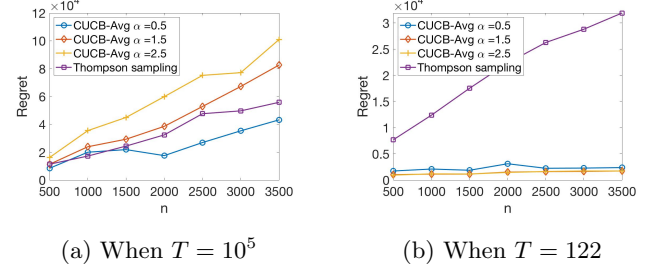 ×10⁴
12
10
8
6
4
2
0
Regret
CUCB-Avg α =0.5
CUCB-Avg α =1.5
CUCB-Avg α =2.5
Thompson sampling
500 1000 1500 2000 2500 3000 3500
n
(a) When T = 10⁵
×10⁴
3
2.5
2
1.5
1
0.5
0
Regret
CUCB-Avg α =0.5
CUCB-Avg α =1.5
CUCB-Avg α =2.5
Thompson sampling
500 1000 1500 2000 2500 3000 3500
n
(b) When T = 122